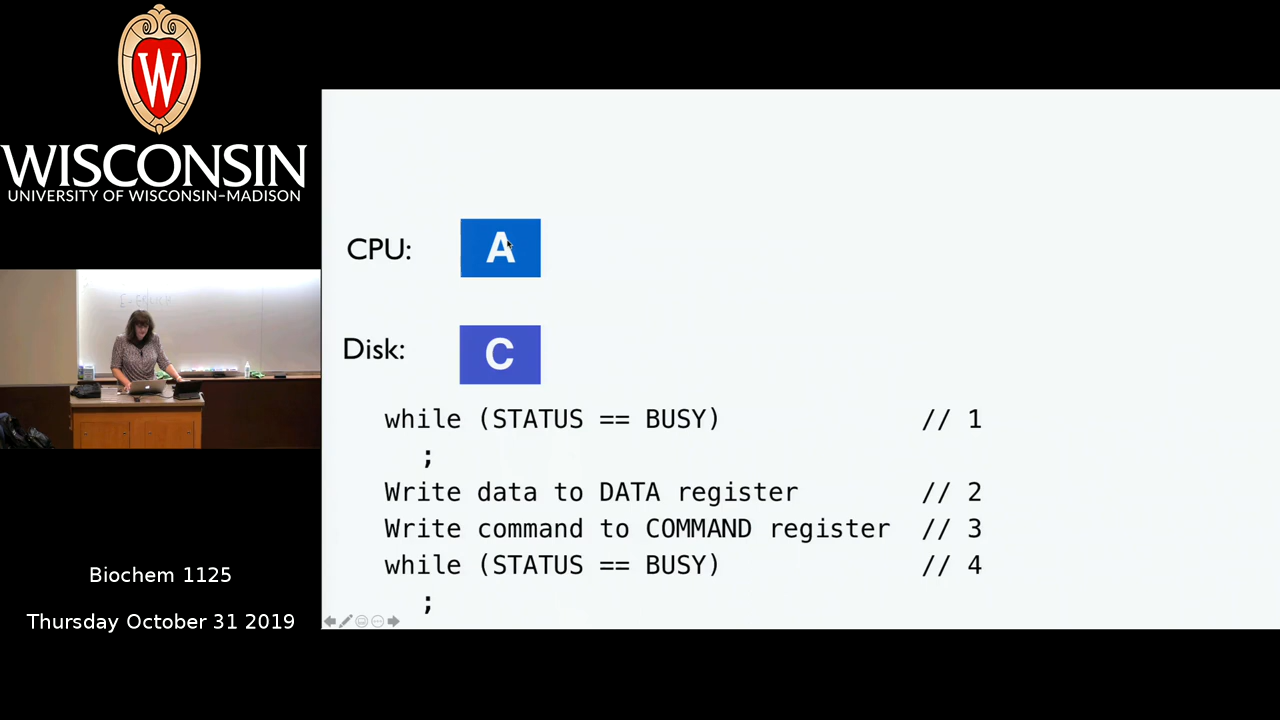 W
WISCONSIN
UNIVERSITY OF WISCONSIN-MADISON
CPU: A
Disk: C
while (STATUS == BUSY) // 1
;
Write data to DATA register // 2
Write command to COMMAND register // 3
while (STATUS == BUSY) // 4
;
Biochem 1125
Thursday October 31 2019